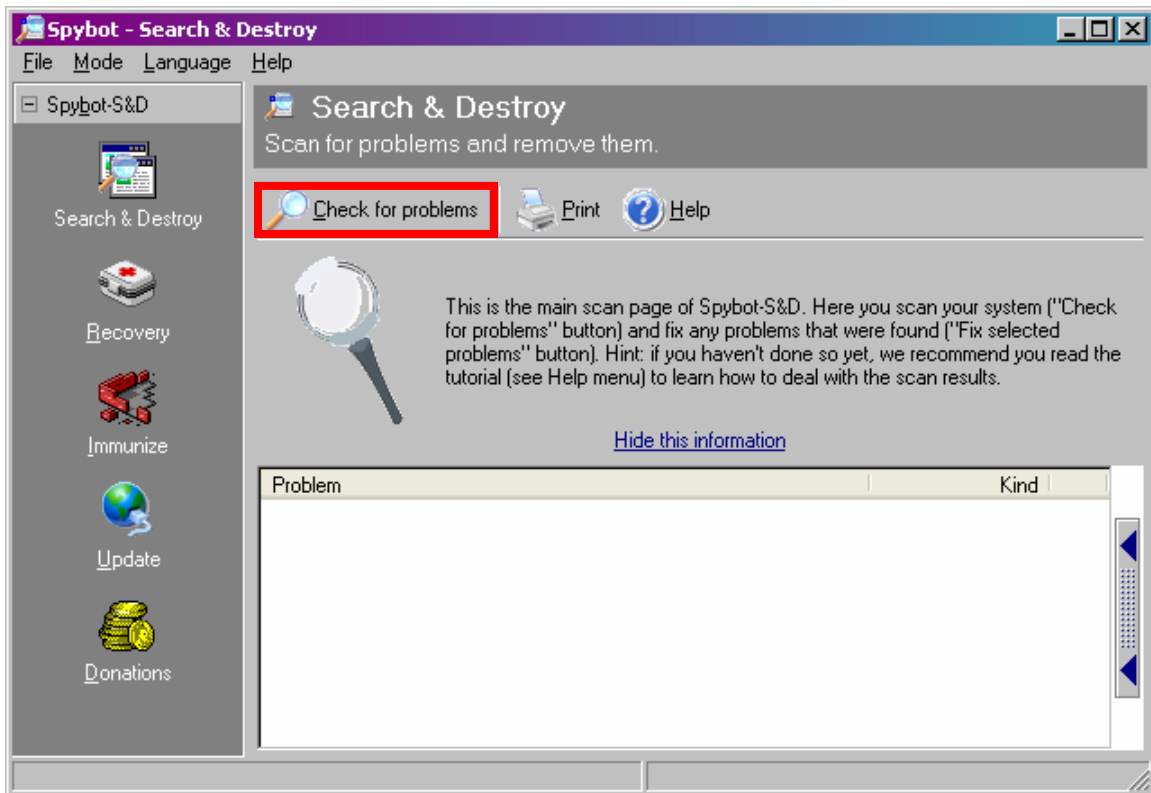 Spybot - Search & Destroy
File Mode Language Help
Spybot-S&D
Search & Destroy
Recovery
Immunize
Update
Donations
Search & Destroy
Scan for problems and remove them.
Check for problems Print Help
This is the main scan page of Spybot-S&D. Here you scan your system ("Check
for problems" button) and fix any problems that were found ("Fix selected
problems" button). Hint: if you haven't done so yet, we recommend you read the
tutorial (see Help menu) to learn how to deal with the scan results.
Hide this information
Problem Kind